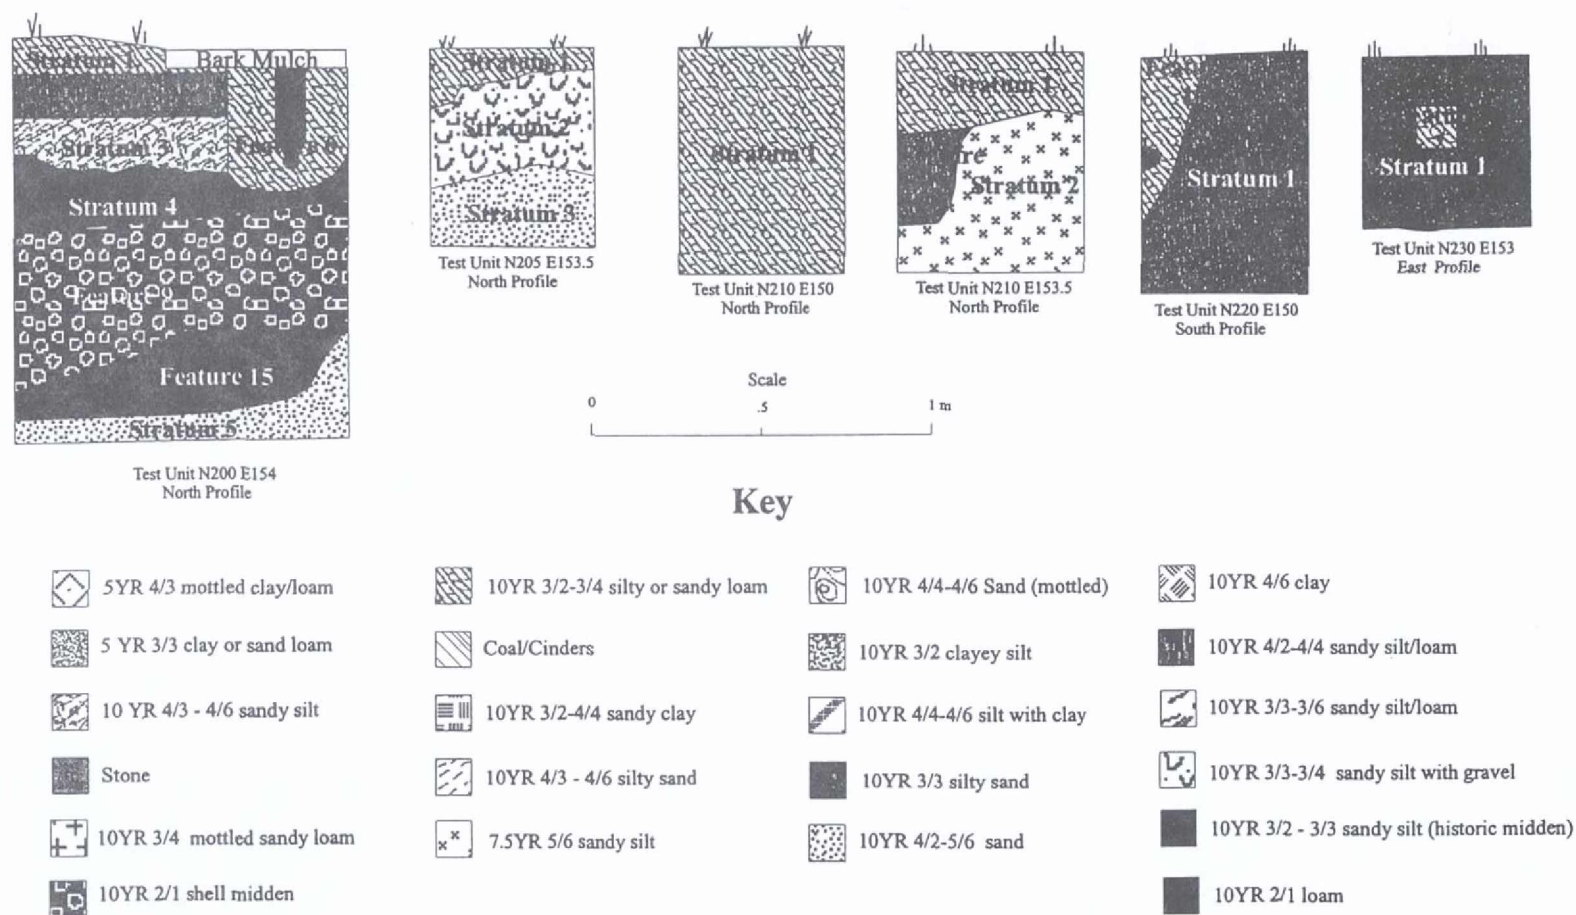 Stratum 1
Bark Mulch
Stratum 3
Stratum 4
Feature 9
Feature 15
Stratum 5
Test Unit N200 E154
North Profile
Stratum 1
Stratum 2
Stratum 3
Test Unit N205 E153.5
North Profile
Stratum 1
Test Unit N210 E150
North Profile
Stratum 1
Stratum 2
Test Unit N210 E153.5
North Profile
Stratum 1
Test Unit N220 E150
South Profile
Stratum 1
Test Unit N230 E153
East Profile
Scale
0 .5 1 m
Key
5YR 4/3 mottled clay/loam
5 YR 3/3 clay or sand loam
10 YR 4/3 - 4/6 sandy silt
Stone
10YR 3/4 mottled sandy loam
10YR 2/1 shell midden
10YR 3/2-3/4 silty or sandy loam
Coal/Cinders
10YR 3/2-4/4 sandy clay
10YR 4/3 - 4/6 silty sand
7.5YR 5/6 sandy silt
10YR 4/4-4/6 Sand (mottled)
10YR 3/2 clayey silt
10YR 4/4-4/6 silt with clay
10YR 3/3 silty sand
10YR 4/2-5/6 sand
10YR 4/6 clay
10YR 4/2-4/4 sandy silt/loam
10YR 3/3-3/6 sandy silt/loam
10YR 3/3-3/4 sandy silt with gravel
10YR 3/2 - 3/3 sandy silt (historic midden)
10YR 2/1 loam